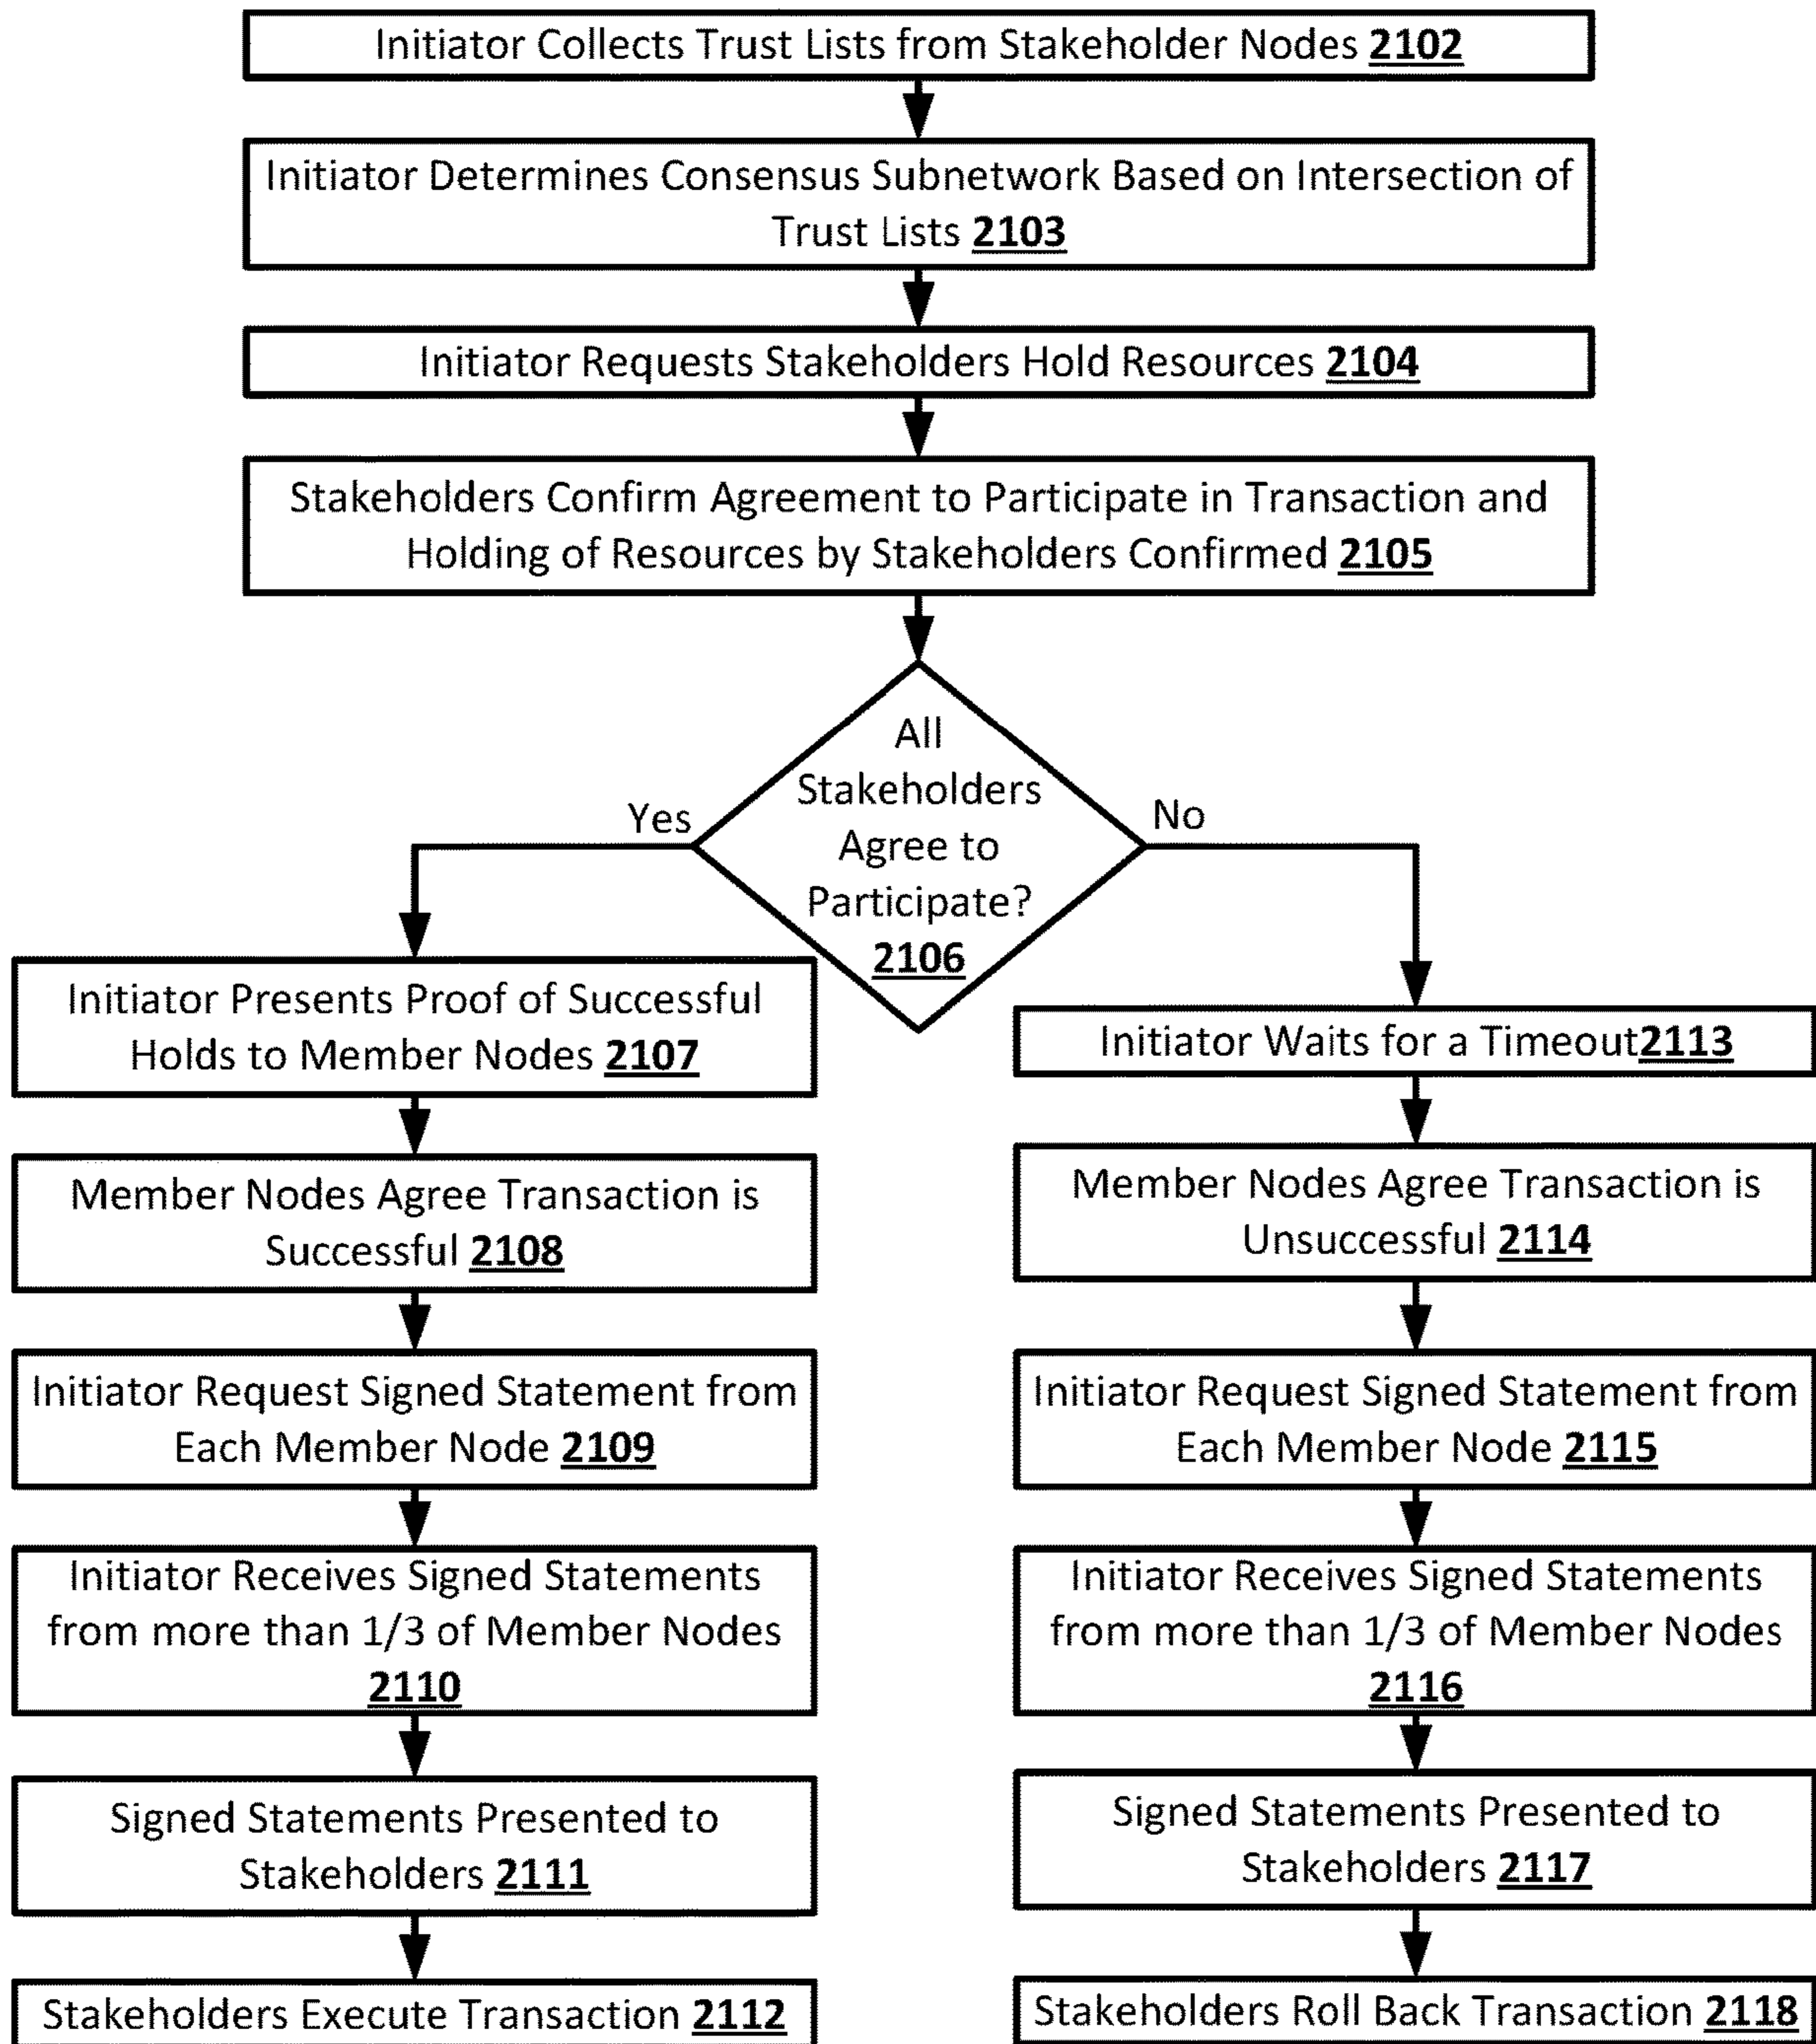 Initiator Collects Trust Lists from Stakeholder Nodes 2102
Initiator Determines Consensus Subnetwork Based on Intersection of
Trust Lists 2103
Initiator Requests Stakeholders Hold Resources 2104
Stakeholders Confirm Agreement to Participate in Transaction and
Holding of Resources by Stakeholders Confirmed 2105
All
Stakeholders
Agree to
Participate?
2106
Yes
Initiator Presents Proof of Successful
Holds to Member Nodes 2107
Member Nodes Agree Transaction is
Successful 2108
Initiator Request Signed Statement from
Each Member Node 2109
Initiator Receives Signed Statements
from more than 1/3 of Member Nodes
2110
Signed Statements Presented to
Stakeholders 2111
Stakeholders Execute Transaction 2112
No
Initiator Waits for a Timeout2113
Member Nodes Agree Transaction is
Unsuccessful 2114
Initiator Request Signed Statement from
Each Member Node 2115
Initiator Receives Signed Statements
from more than 1/3 of Member Nodes
2116
Signed Statements Presented to
Stakeholders 2117
Stakeholders Roll Back Transaction 2118